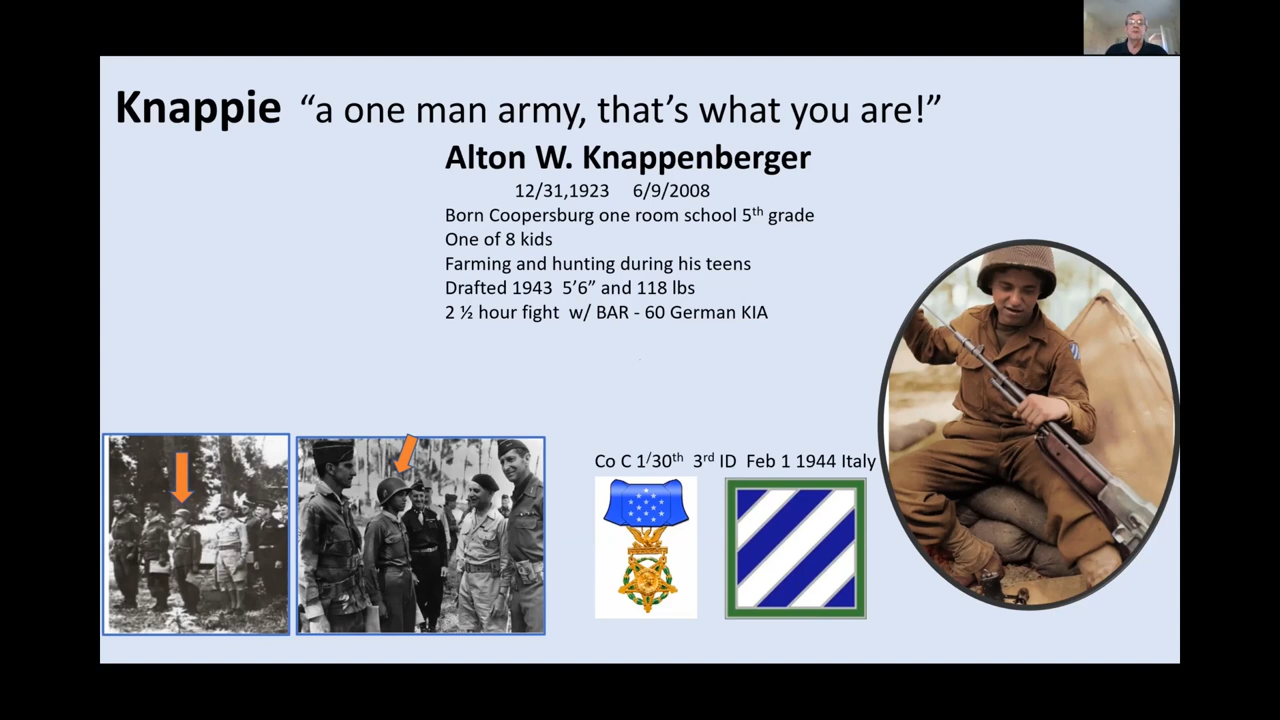 Knappie “a one man army, that’s what you are!”
Alton W. Knappenberger
12/31,1923 6/9/2008
Born Coopersburg one room school 5th grade
One of 8 kids
Farming and hunting during his teens
Drafted 1943 5’6” and 118 lbs
2 ½ hour fight w/ BAR - 60 German KIA
Co C 1/30th 3rd ID Feb 1 1944 Italy